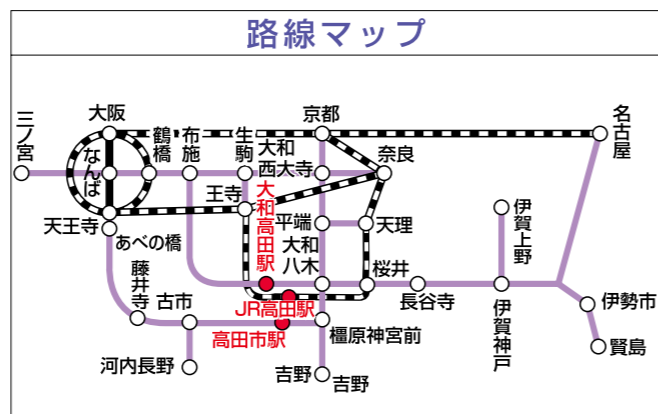 路線マップ
三ノ宮
大阪
なんば
鶴橋
布施
生駒
大和
西大寺
京都
奈良
名古屋
天王寺
あべの橋
王寺
大和高田駅
平端
天理
大和
八木
桜井
長谷寺
伊賀上野
伊賀神戸
伊勢市
賢島
藤井寺
古市
JR高田駅
高田市駅
橿原神宮前
河内長野
吉野
吉野